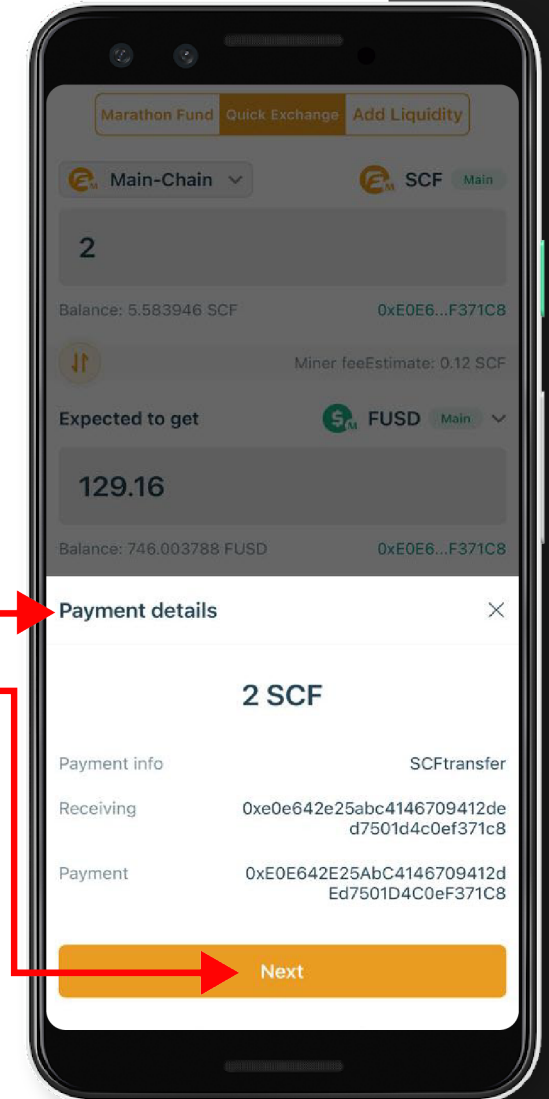 Marathon Fund Quick Exchange Add Liquidity
Main-Chain SCF Main
2
Balance: 5.583946 SCF 0xE0E6...F371C8
Miner feeEstimate: 0.12 SCF
Expected to get FUSD Main
129.16
Balance: 746.003788 FUSD 0xE0E6...F371C8
Payment details
2 SCF
Payment info SCFtransfer
Receiving 0xe0e642e25abc4146709412de
d7501d4c0ef371c8
Payment 0xE0E642E25AbC4146709412d
Ed7501D4C0eF371C8
Next